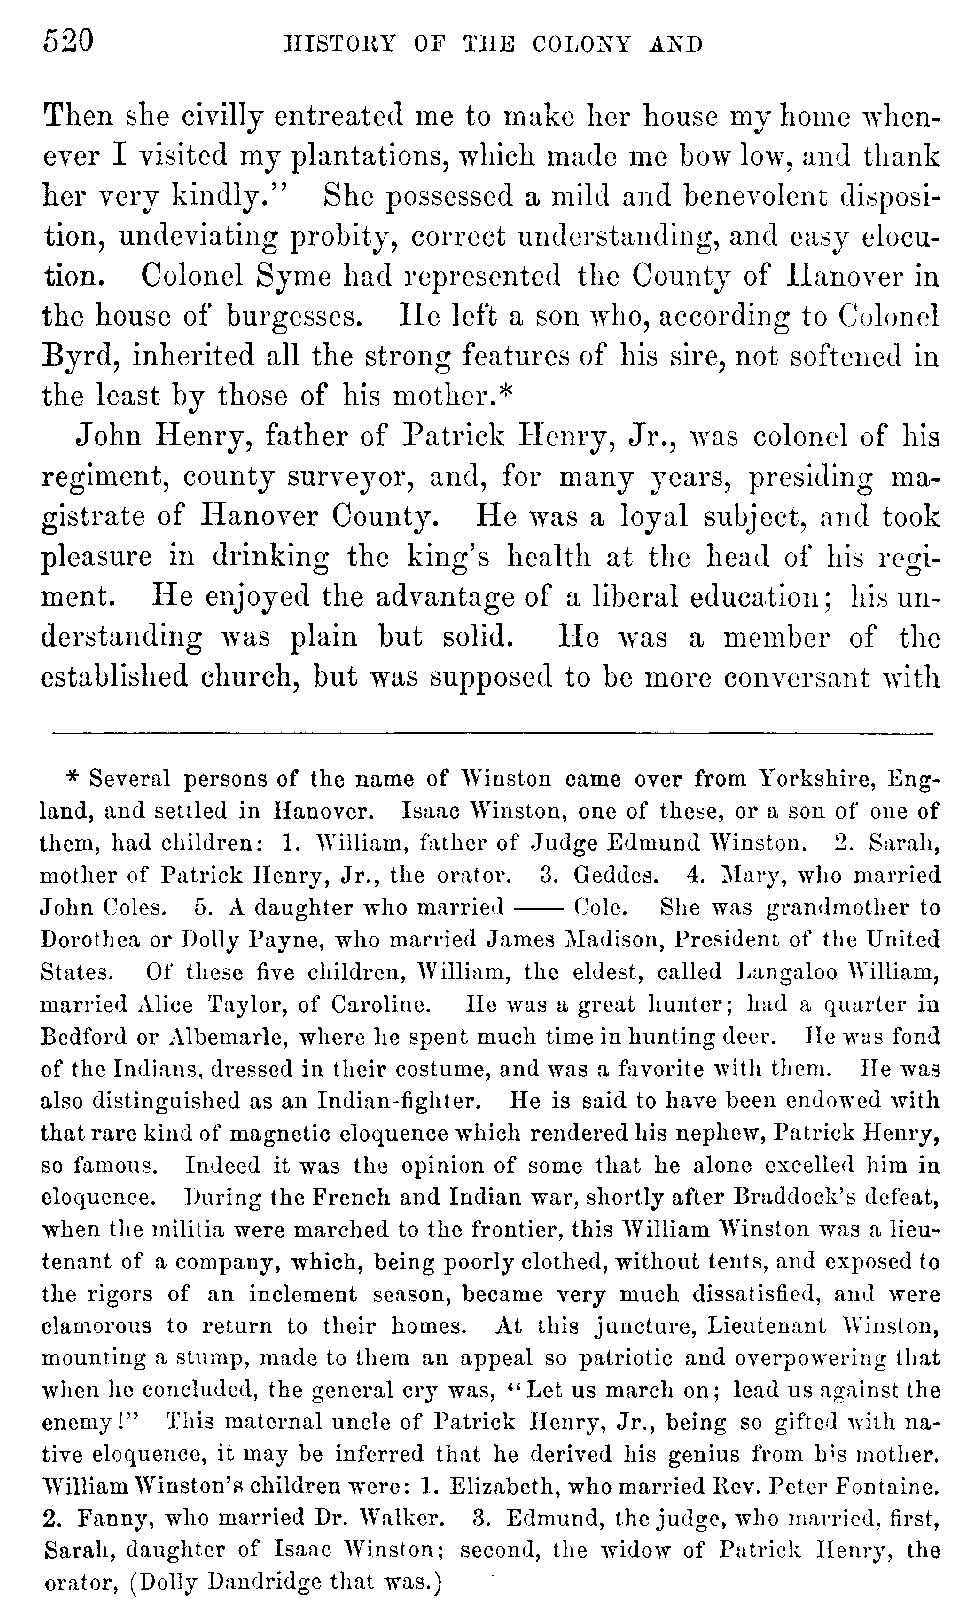 520 HISTORY OF THE COLONY AND
Then she civilly entreated me to make her house my home when-
ever I visited my plantations, which made me bow low, and thank
her very kindly." She possessed a mild and benevolent disposi-
tion, undeviating probity, correct understanding, and easy elocu-
tion. Colonel Syme had represented the County of Hanover in
the house of burgesses. He left a son who, according to Colonel
Byrd, inherited all the strong features of his sire, not softened in
the least by those of his mother.*
John Henry, father of Patrick Henry, Jr., was colonel of his
regiment, county surveyor, and, for many years, presiding ma-
gistrate of Hanover County. He was a loyal subject, and took
pleasure in drinking the king's health at the head of his regi-
ment. He enjoyed the advantage of a liberal education; his un-
derstanding was plain but solid. He was a member of the
established church, but was supposed to be more conversant with
* Several persons of the name of Winston came over from Yorkshire, Eng-
land, and settled in Hanover. Isaac Winston, one of these, or a son of one of
them, had children: 1. William, father of Judge Edmund Winston. 2. Sarah,
mother of Patrick Henry, Jr., the orator. 3. Geddes. 4. Mary, who married
John Coles. 5. A daughter who married —— Cole. She was grandmother to
Dorothea or Dolly Payne, who married James Madison, President of the United
States. Of these five children, William, the eldest, called Langaloo William,
married Alice Taylor, of Caroline. He was a great hunter; had a quarter in
Bedford or Albemarle, where he spent much time in hunting deer. He was fond
of the Indians, dressed in their costume, and was a favorite with them. He was
also distinguished as an Indian-fighter. He is said to have been endowed with
that rare kind of magnetic eloquence which rendered his nephew, Patrick Henry,
so famous. Indeed it was the opinion of some that he alone excelled him in
eloquence. During the French and Indian war, shortly after Braddock's defeat,
when the militia were marched to the frontier, this William Winston was a lieu-
tenant of a company, which, being poorly clothed, without tents, and exposed to
the rigors of an inclement season, became very much dissatisfied, and were
clamorous to return to their homes. At this juncture, Lieutenant Winston,
mounting a stump, made to them an appeal so patriotic and overpowering that
when he concluded, the general cry was, "Let us march on; lead us against the
enemy!" This maternal uncle of Patrick Henry, Jr., being so gifted with na-
tive eloquence, it may be inferred that he derived his genius from his mother.
William Winston's children were: 1. Elizabeth, who married Rev. Peter Fontaine.
2. Fanny, who married Dr. Walker. 3. Edmund, the judge, who married, first,
Sarah, daughter of Isaac Winston; second, the widow of Patrick Henry, the
orator, (Dolly Dandridge that was.)